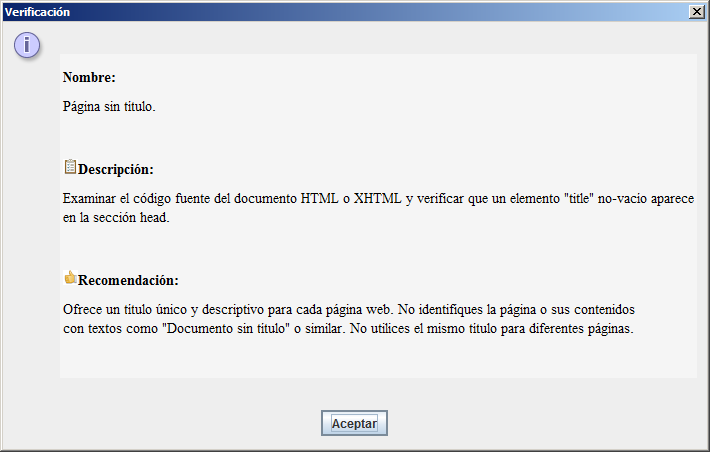 Verificación
Nombre:
Página sin título.
Descripción:
Examinar el código fuente del documento HTML o XHTML y verificar que un elemento "title" no-vacio aparece
en la sección head.
Recomendación:
Ofrece un título único y descriptivo para cada página web. No identifiques la página o sus contenidos
con textos como "Documento sin título" o similar. No utilices el mismo título para diferentes páginas.
Aceptar